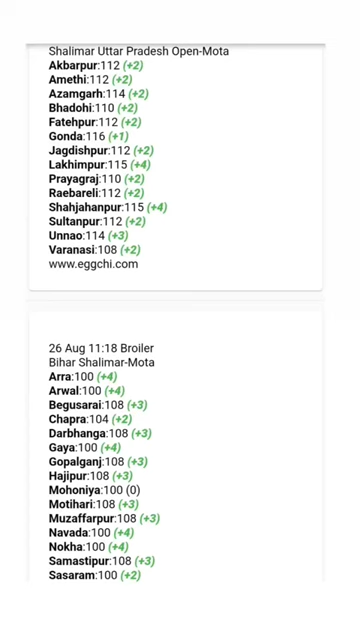 Shalimar Uttar Pradesh Open-Mota
Akbarpur:112 (+2)
Amethi:112 (+2)
Azamgarh:114 (+2)
Bhadohi:110 (+2)
Fatehpur:112 (+2)
Gonda:116 (+1)
Jagdishpur:112 (+2)
Lakhimpur:115 (+4)
Prayagraj:110 (+2)
Raebareli:112 (+2)
Shahjahanpur:115 (+4)
Sultanpur:112 (+2)
Unnao:114 (+3)
Varanasi:108 (+2)
www.eggchi.com
26 Aug 11:18 Broiler
Bihar Shalimar-Mota
Arra:100 (+4)
Arwal:100 (+4)
Begusarai:108 (+3)
Chapra:104 (+2)
Darbhanga:108 (+3)
Gaya:100 (+4)
Gopalganj:108 (+3)
Hajipur:108 (+3)
Mohoniya:100 (0)
Motihari:108 (+3)
Muzaffarpur:108 (+3)
Navada:100 (+4)
Nokha:100 (+4)
Samastipur:108 (+3)
Sasaram:100 (+2)